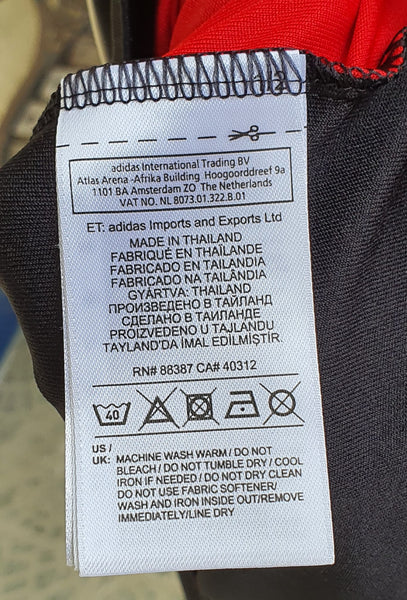 1/2
adidas International Trading BV
Atlas Arena -Afrika Building Hoogoorddreef 9a
1101 BA Amsterdam ZO The Netherlands
VAT NO. NL 8073.01.322.B.01
ET: adidas Imports and Exports Ltd
MADE IN THAILAND
FABRIQUÉ EN THAÏLANDE
FABRICADO EN TAILANDIA
FABRICADO NA TAILÂNDIA
GYÁRTVA: THAILAND
ПРОИЗВЕДЕНО В ТАЙЛАНД
СДЕЛАНО В ТАИЛАНДЕ
PROIZVEDENO U TAJLANDU
TAYLAND'DA İMAL EDİLMİŞTİR.
RN# 88387 CA# 40312
40
US /
UK: MACHINE WASH WARM / DO NOT
BLEACH / DO NOT TUMBLE DRY / COOL
IRON IF NEEDED / DO NOT DRY CLEAN
DO NOT USE FABRIC SOFTENER/
WASH AND IRON INSIDE OUT/REMOVE
IMMEDIATELY/LINE DRY